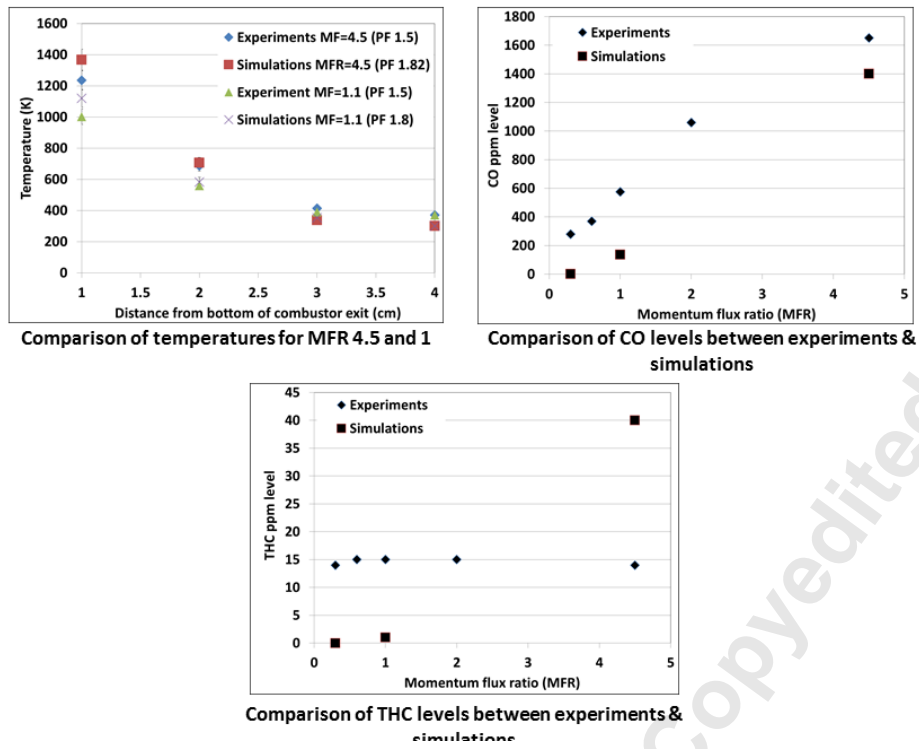 1600
1400
1200
1000
800
600
400
200
0
Temperature (K)
Experiments MF=4.5 (PF 1.5)
Simulations MFR=4.5 (PF 1.82)
Experiment MF=1.1 (PF 1.5)
Simulations MF=1.1 (PF 1.8)
1 1.5 2 2.5 3 3.5 4
Distance from bottom of combustor exit (cm)
Comparison of temperatures for MFR 4.5 and 1
1800
1600
1400
1200
1000
800
600
400
200
0
CO ppm level
Experiments
Simulations
0 1 2 3 4 5
Momentum flux ratio (MFR)
Comparison of CO levels between experiments &
simulations
45
40
35
30
25
20
15
10
5
0
THC ppm level
Experiments
Simulations
0 1 2 3 4 5
Momentum flux ratio (MFR)
Comparison of THC levels between experiments &
simulations
Copyedited